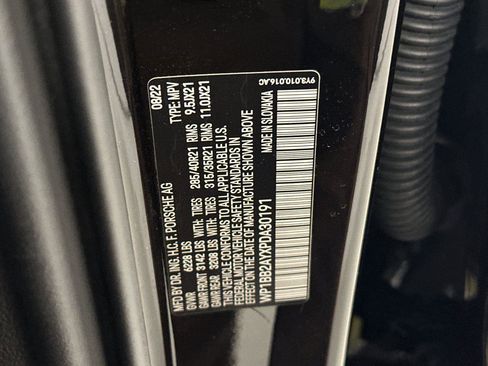 MFD BY DR. ING. H.C. F. PORSCHE AG 08/22
GVWR 6228 LBS TYPE: MPV
GAWR FRONT 3142 LBS WITH TIRES 285/40R21 RIMS 9.5JX21
GAWR REAR 3208 LBS WITH TIRES 315/35R21 RIMS 11.0JX21
THIS VEHICLE CONFORMS TO ALL APPLICABLE U.S.
FEDERAL MOTOR VEHICLE SAFETY STANDARDS IN
EFFECT ON THE DATE OF MANUFACTURE SHOWN ABOVE
WP1BB2AYXPDA30191 MADE IN SLOVAKIA
9Y3.010.016.AC